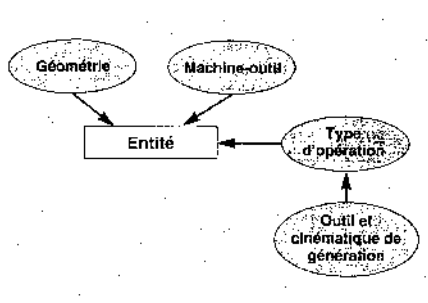 Géométrie
Machine-outil
Entité
Type
d'opération
Outil et
cinématique de
génération